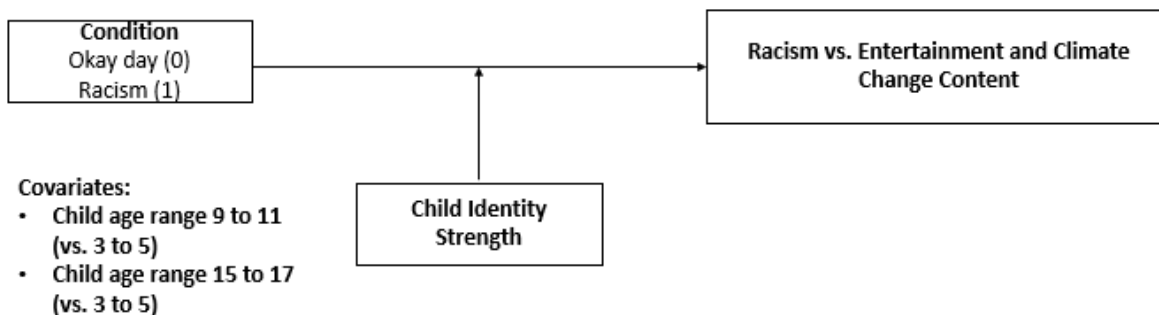 Condition
Okay day (0)
Racism (1)
Racism vs. Entertainment and Climate
Change Content
Child Identity
Strength
Covariates:
• Child age range 9 to 11
(vs. 3 to 5)
• Child age range 15 to 17
(vs. 3 to 5)